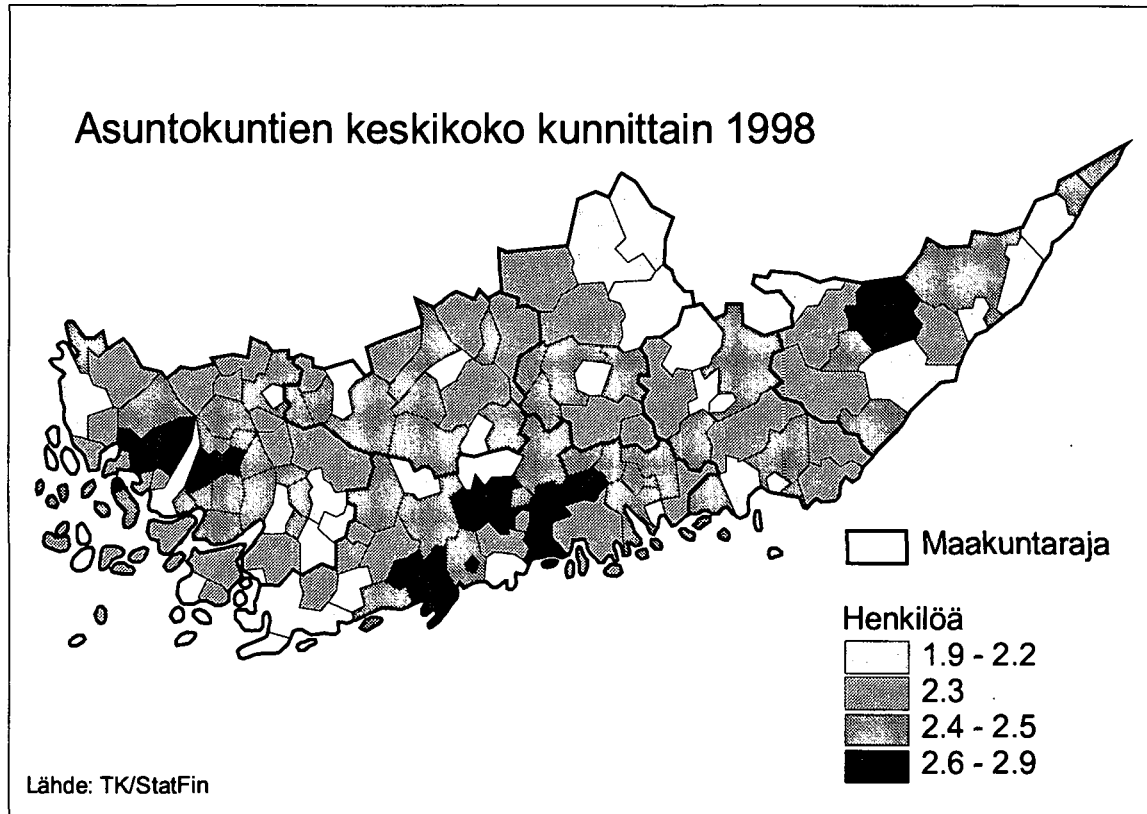 Asuntokuntien keskikoko kunnittain 1998
Maakuntaraja
Henkilöä
1.9 - 2.2
2.3
2.4 - 2.5
2.6 - 2.9
Lähde: TK/StatFin